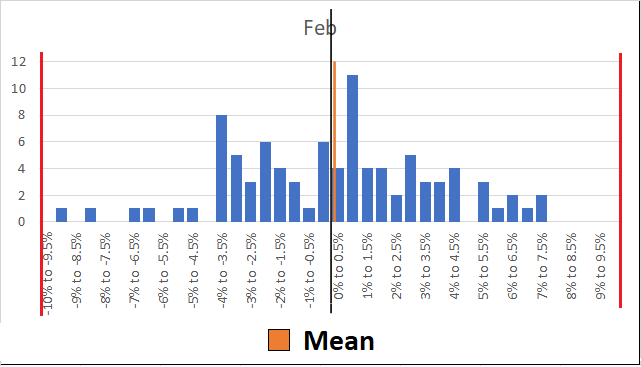 Feb
12
10
8
6
4
2
0
-10% to -9.5%
-9% to -8.5%
-8% to -7.5%
-7% to -6.5%
-6% to -5.5%
-5% to -4.5%
-4% to -3.5%
-3% to -2.5%
-2% to -1.5%
-1% to -0.5%
0% to 0.5%
1% to 1.5%
2% to 2.5%
3% to 3.5%
4% to 4.5%
5% to 5.5%
6% to 6.5%
7% to 7.5%
8% to 8.5%
9% to 9.5%
Mean